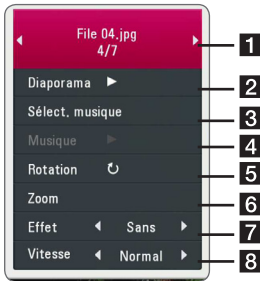 File 04.jpg
4/7
1
Diaporama
2
Sélect. musique
3
Musique
4
Rotation
5
Zoom
6
Effet Sans
7
Vitesse Normal
8